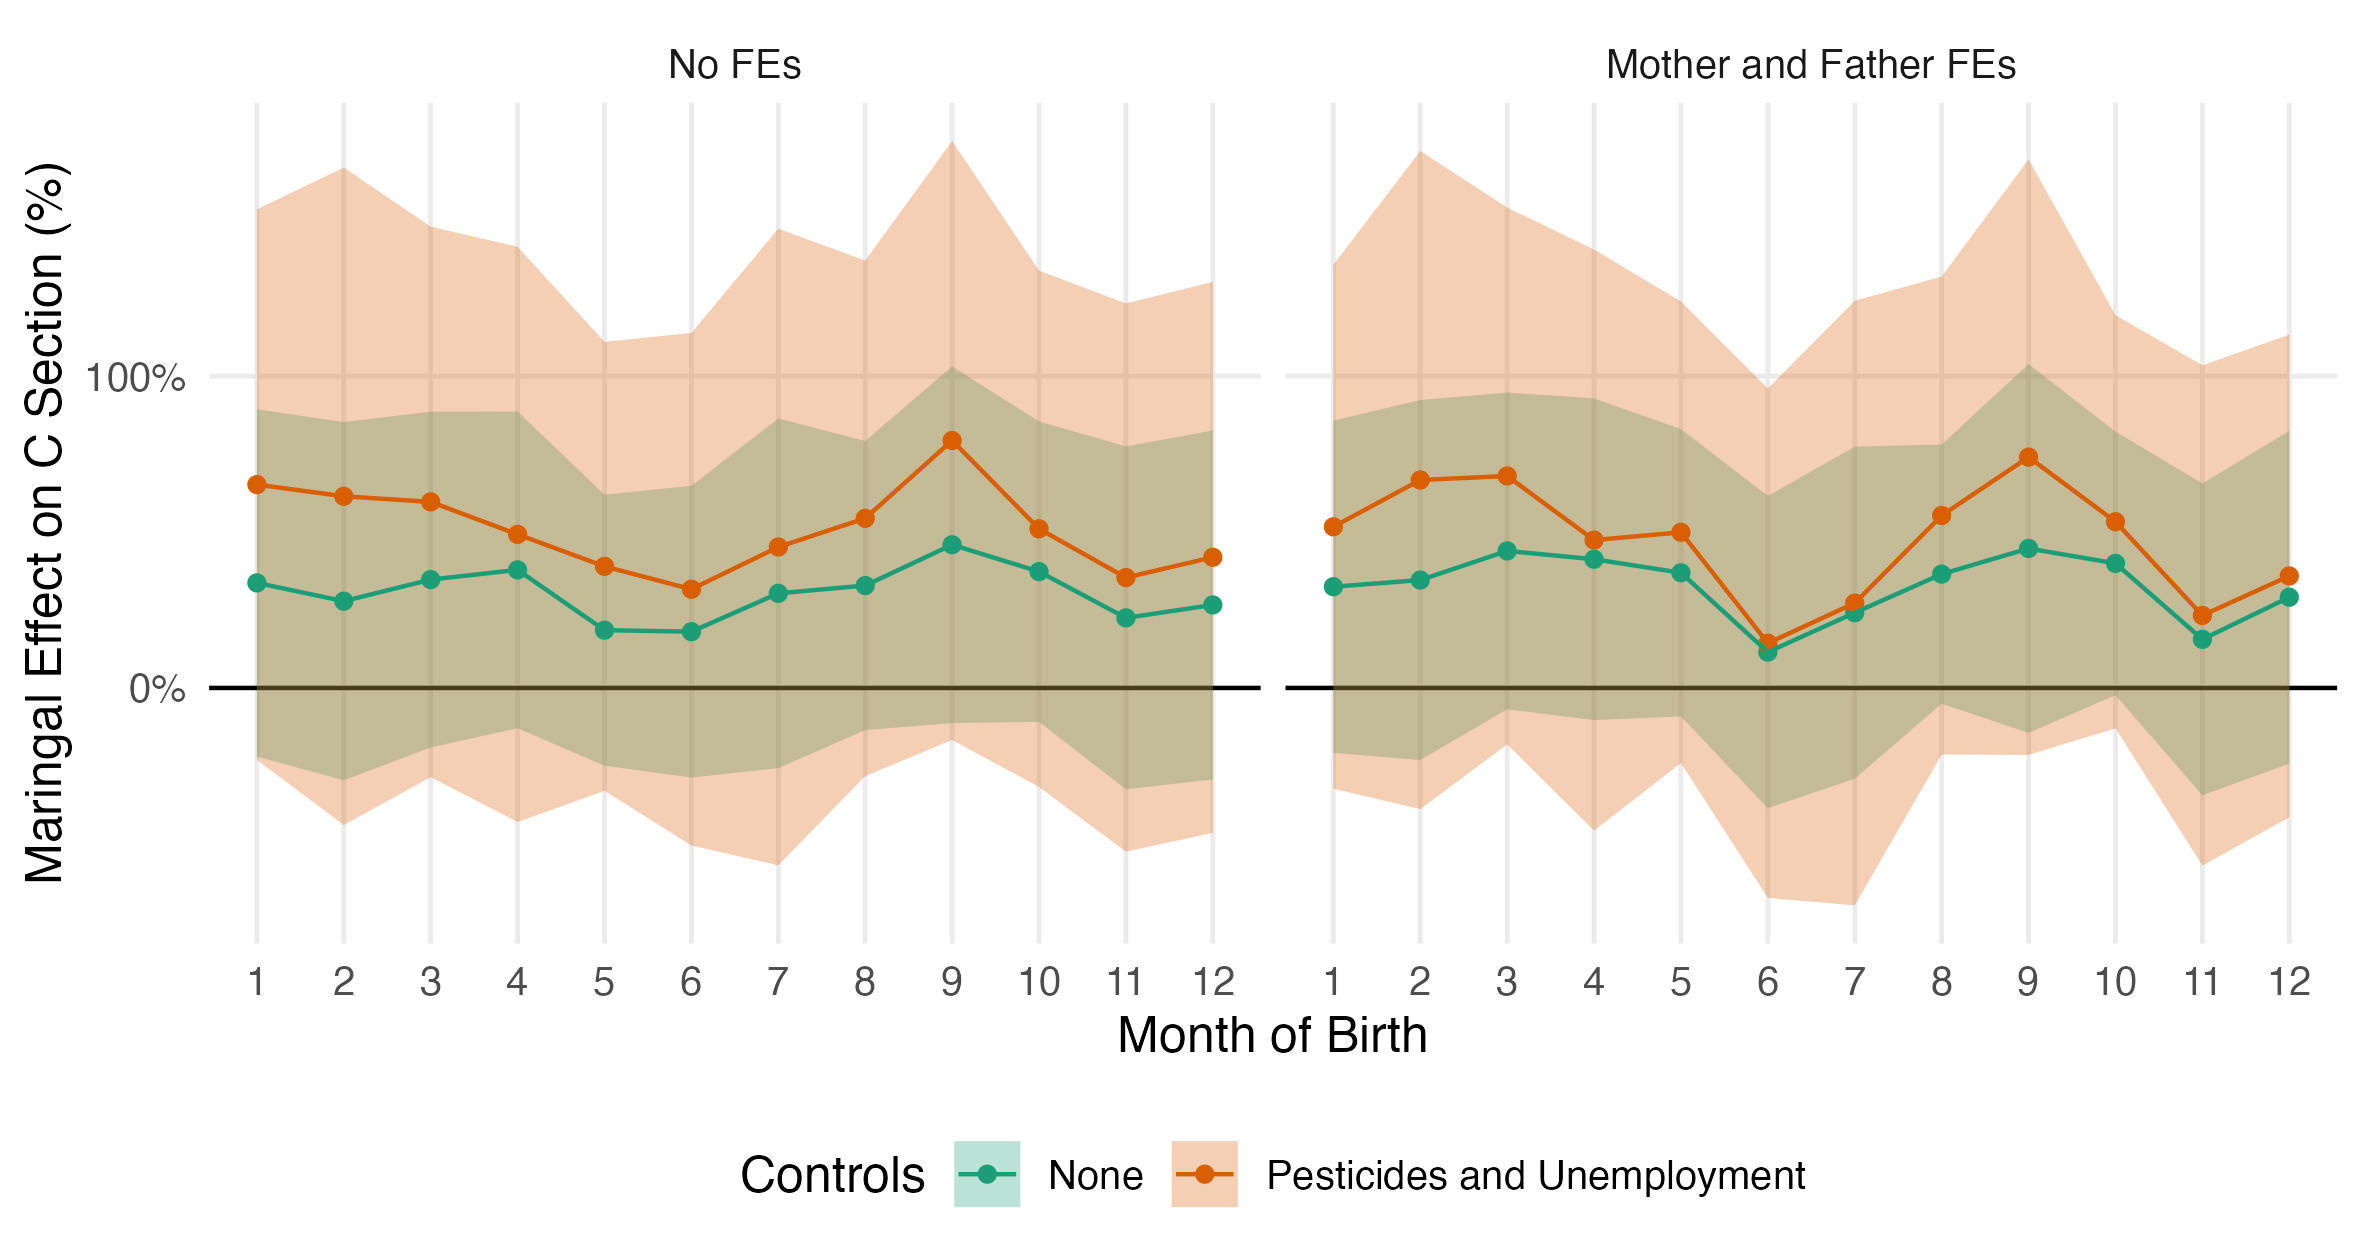 No FEs
Mother and Father FEs
Maringal Effect on C Section (%)
100%
0%
1 2 3 4 5 6 7 8 9 10 11 12
1 2 3 4 5 6 7 8 9 10 11 12
Month of Birth
Controls None Pesticides and Unemployment